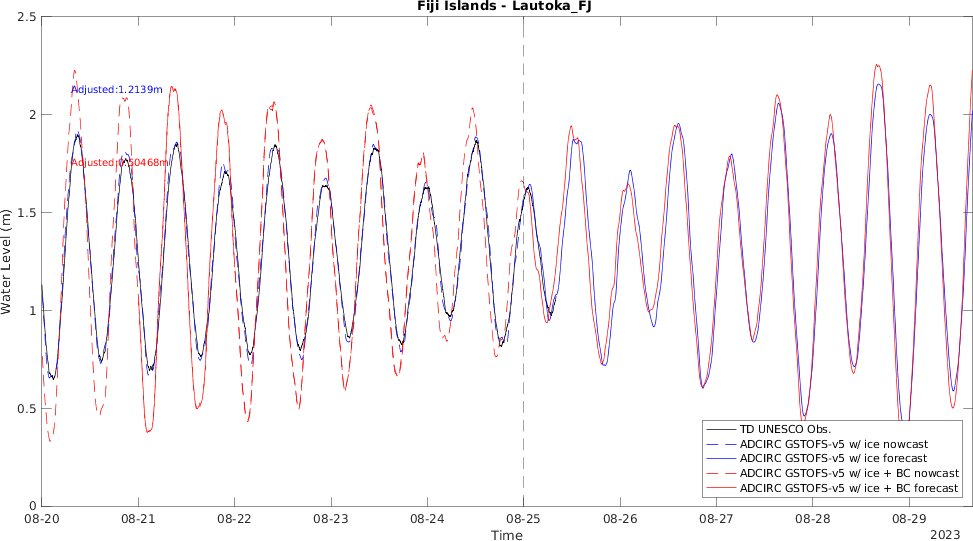 Fiji Islands - Lautoka_FJ
2.5
Adjusted:1.2139m
2
1.5
Water Level (m)
1
0.5
TD UNESCO Obs.
ADCIRC GSTOFS-v5 w/ ice nowcast
ADCIRC GSTOFS-v5 w/ ice forecast
ADCIRC GSTOFS-v5 w/ ice + BC nowcast
ADCIRC GSTOFS-v5 w/ ice + BC forecast
0
08-20 08-21 08-22 08-23 08-24 08-25 08-26 08-27 08-28 08-29
Time
2023